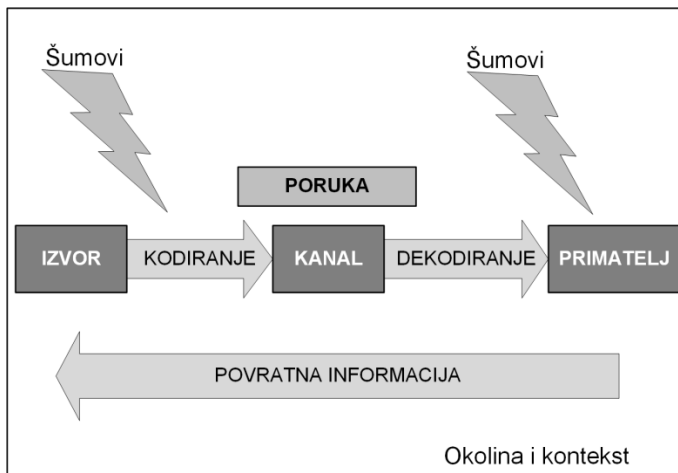 Šumovi
Šumovi
PORUKA
IZVOR
KODIRANJE
KANAL
DEKODIRANJE
PRIMATELJ
POVRATNA INFORMACIJA
Okolina i kontekst